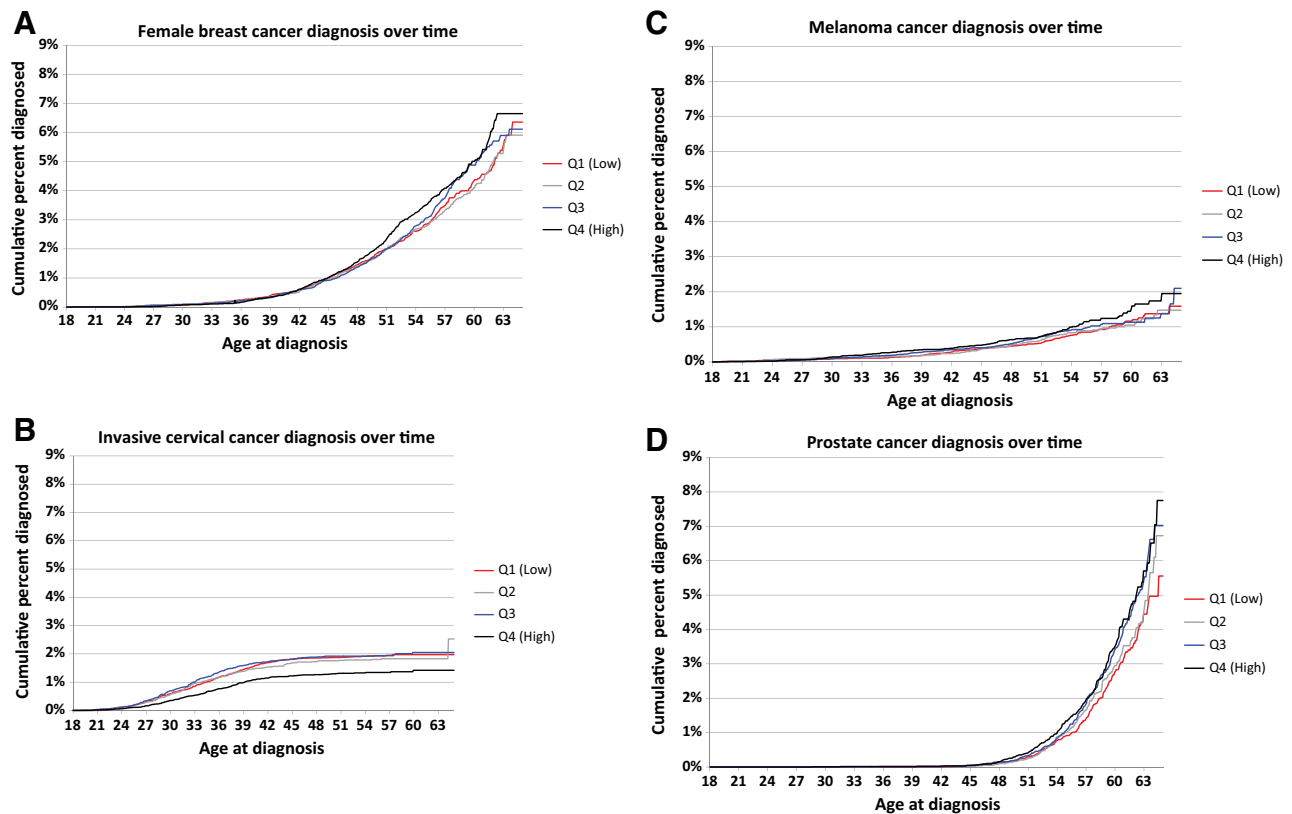 A
Female breast cancer diagnosis over time
Cumulative percent diagnosed
9%
8%
7%
6%
5%
4%
3%
2%
1%
0%
18 21 24 27 30 33 36 39 42 45 48 51 54 57 60 63
Age at diagnosis
Q1 (Low)
Q2
Q3
Q4 (High)
B
Invasive cervical cancer diagnosis over time
Cumulative percent diagnosed
9%
8%
7%
6%
5%
4%
3%
2%
1%
0%
18 21 24 27 30 33 36 39 42 45 48 51 54 57 60 63
Age at diagnosis
Q1 (Low)
Q2
Q3
Q4 (High)
C
Melanoma cancer diagnosis over time
Cumulative percent diagnosed
9%
8%
7%
6%
5%
4%
3%
2%
1%
0%
18 21 24 27 30 33 36 39 42 45 48 51 54 57 60 63
Age at diagnosis
Q1 (Low)
Q2
Q3
Q4 (High)
D
Prostate cancer diagnosis over time
Cumulative percent diagnosed
9%
8%
7%
6%
5%
4%
3%
2%
1%
0%
18 21 24 27 30 33 36 39 42 45 48 51 54 57 60 63
Age at diagnosis
Q1 (Low)
Q2
Q3
Q4 (High)